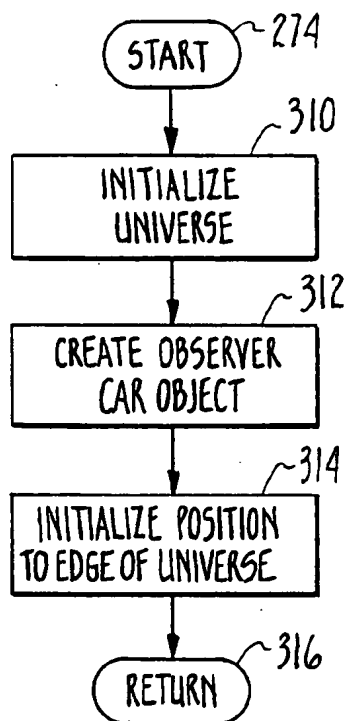 START
274
310
INITIALIZE
UNIVERSE
312
CREATE OBSERVER
CAR OBJECT
314
INITIALIZE POSITION
TO EDGE OF UNIVERSE
316
RETURN